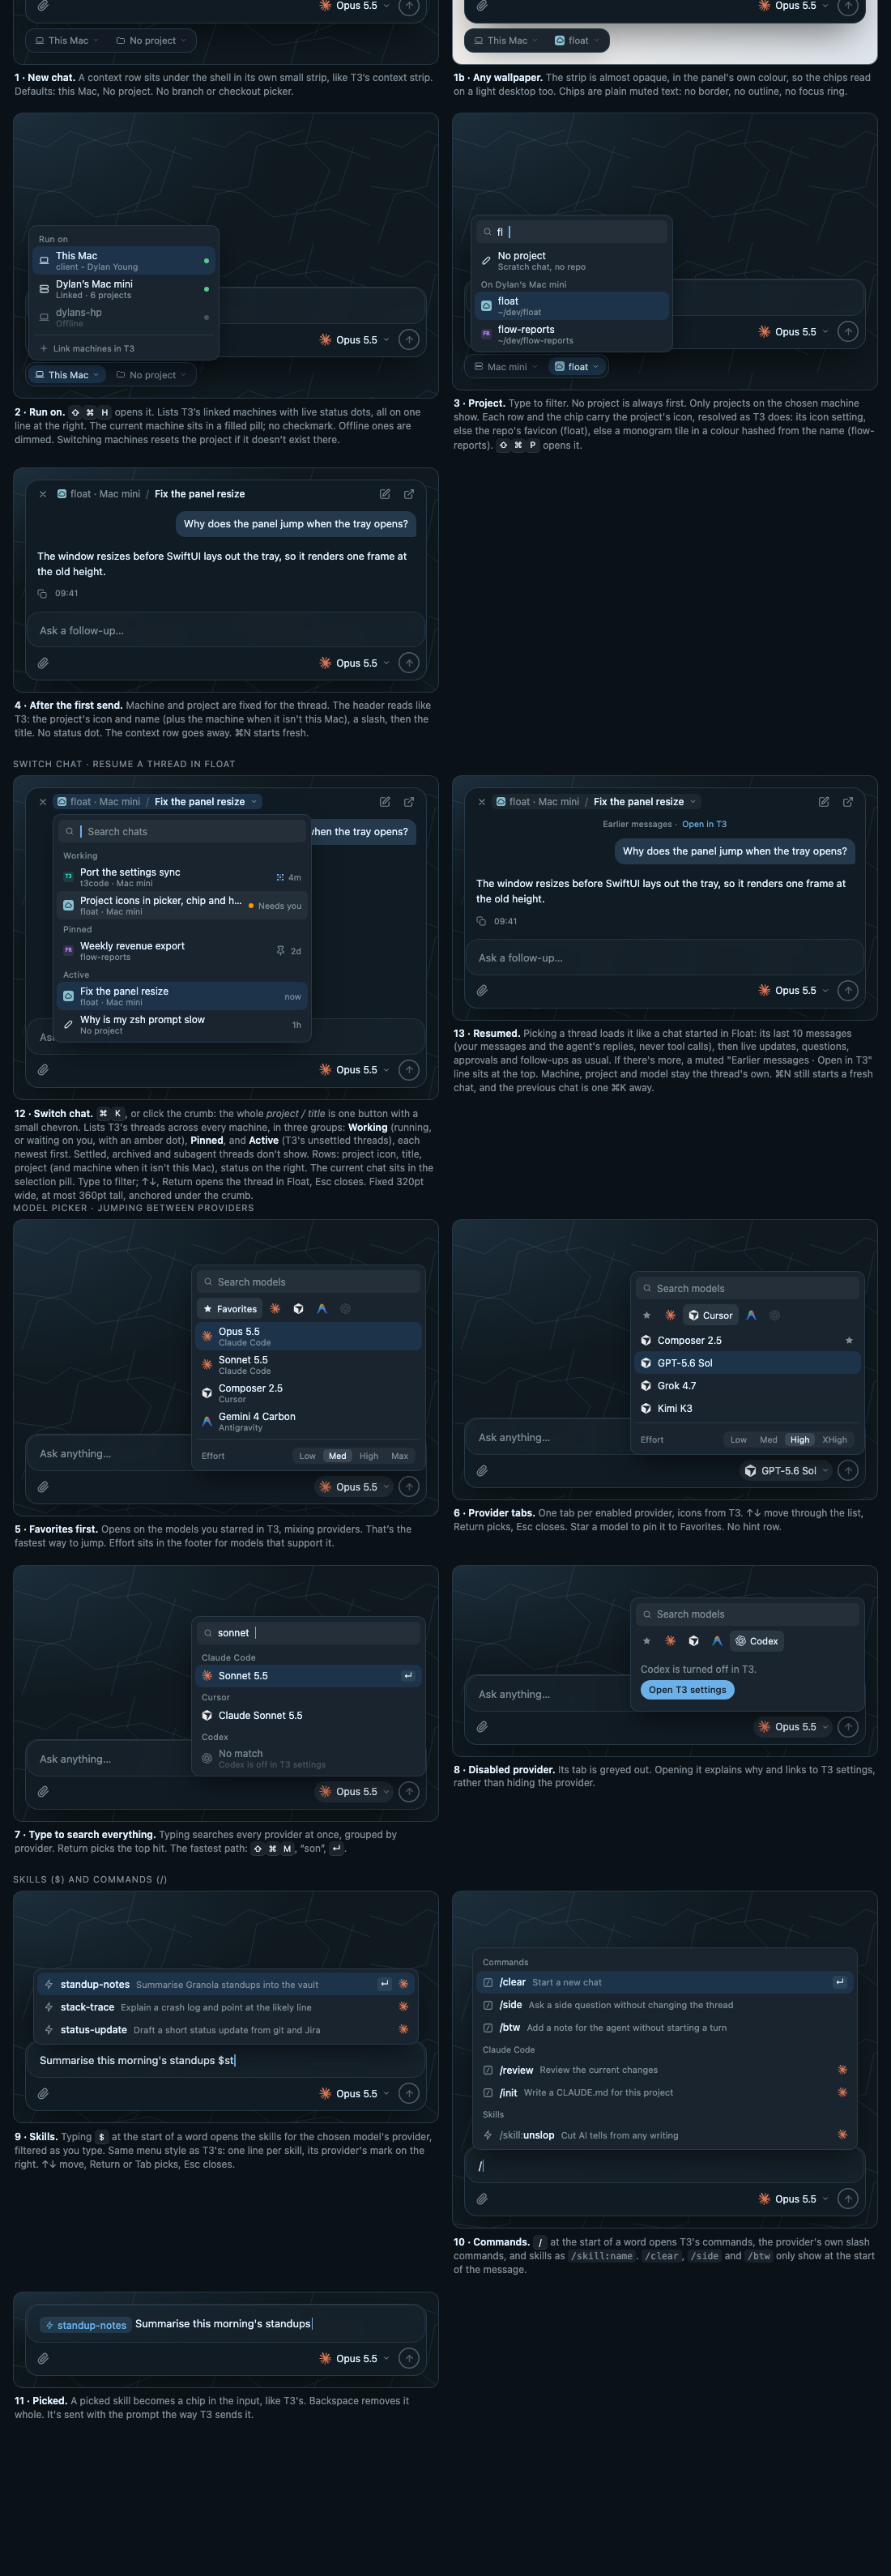 Opus 5.5
This Mac
No project
1 · New chat. A context row sits under the shell in its own small strip, like T3's context strip.
Defaults: this Mac, No project. No branch or checkout picker.
Opus 5.5
This Mac
float
1b · Any wallpaper. The strip is almost opaque, in the panel's own colour, so the chips read
on a light desktop too. Chips are plain muted text: no border, no outline, no focus ring.
Run on
This Mac
client - Dylan Young
Dylan's Mac mini
Linked · 6 projects
dylans-hp
Offline
Link machines in T3
Opus 5.5
This Mac
No project
2 · Run on. ⇧ ⌘ H opens it. Lists T3's linked machines with live status dots, all on one
line at the right. The current machine sits in a filled pill; no checkmark. Offline ones are
dimmed. Switching machines resets the project if it doesn't exist there.
fl
No project
Scratch chat, no repo
On Dylan's Mac mini
float
~/dev/float
FR
flow-reports
~/dev/flow-reports
Opus 5.5
Mac mini
float
3 · Project. Type to filter. No project is always first. Only projects on the chosen machine
show. Each row and the chip carry the project's icon, resolved as T3 does: its icon setting,
else the repo's favicon (float), else a monogram tile in a colour hashed from the name (flow-
reports). ⇧ ⌘ P opens it.
float · Mac mini / Fix the panel resize
Why does the panel jump when the tray opens?
The window resizes before SwiftUI lays out the tray, so it renders one frame at
the old height.
09:41
Ask a follow-up...
Opus 5.5
4 · After the first send. Machine and project are fixed for the thread. The header reads like
T3: the project's icon and name (plus the machine when it isn't this Mac), a slash, then the
title. No status dot. The context row goes away. ⌘N starts fresh.
SWITCH CHAT · RESUME A THREAD IN FLOAT
float · Mac mini / Fix the panel resize
when the tray opens?
Search chats
Working
T3
Port the settings sync
t3code · Mac mini
4m
Project icons in picker, chip and h...
float · Mac mini
Needs you
Pinned
FR
Weekly revenue export
flow-reports
2d
Active
Fix the panel resize
float · Mac mini
now
Why is my zsh prompt slow
No project
1h
As
Opus 5.5
12 · Switch chat. ⌘ K, or click the crumb: the whole project / title is one button with a
small chevron. Lists T3's threads across every machine, in three groups: Working (running,
or waiting on you, with an amber dot), Pinned, and Active (T3's unsettled threads), each
newest first. Settled, archived and subagent threads don't show. Rows: project icon, title,
project (and machine when it isn't this Mac), status on the right. The current chat sits in the
selection pill. Type to filter; ↑↓, Return opens the thread in Float, Esc closes. Fixed 320pt
wide, at most 360pt tall, anchored under the crumb.
float · Mac mini / Fix the panel resize
Earlier messages · Open in T3
Why does the panel jump when the tray opens?
The window resizes before SwiftUI lays out the tray, so it renders one frame at
the old height.
09:41
Ask a follow-up...
Opus 5.5
13 · Resumed. Picking a thread loads it like a chat started in Float: its last 10 messages
(your messages and the agent's replies, never tool calls), then live updates, questions,
approvals and follow-ups as usual. If there's more, a muted "Earlier messages · Open in T3"
line sits at the top. Machine, project and model stay the thread's own. ⌘N still starts a fresh
chat, and the previous chat is one ⌘K away.
MODEL PICKER · JUMPING BETWEEN PROVIDERS
Search models
Favorites
Opus 5.5
Claude Code
Sonnet 5.5
Claude Code
Composer 2.5
Cursor
Gemini 4 Carbon
Antigravity
Effort
Low
Med
High
Max
Ask anything...
Opus 5.5
5 · Favorites first. Opens on the models you starred in T3, mixing providers. That's the
fastest way to jump. Effort sits in the footer for models that support it.
Search models
Cursor
Composer 2.5
GPT-5.6 Sol
Grok 4.7
Kimi K3
Effort
Low
Med
High
XHigh
Ask anything...
GPT-5.6 Sol
6 · Provider tabs. One tab per enabled provider, icons from T3. ↑↓ move through the list,
Return picks, Esc closes. Star a model to pin it to Favorites. No hint row.
sonnet
Claude Code
Sonnet 5.5
Cursor
Claude Sonnet 5.5
Codex
No match
Codex is off in T3 settings
Ask anything...
Opus 5.5
7 · Type to search everything. Typing searches every provider at once, grouped by
provider. Return picks the top hit. The fastest path: ⇧ ⌘ M, "son", ↵.
Search models
Codex
Codex is turned off in T3.
Open T3 settings
Ask anything...
Opus 5.5
8 · Disabled provider. Its tab is greyed out. Opening it explains why and links to T3 settings,
rather than hiding the provider.
SKILLS ($) AND COMMANDS (/)
standup-notes Summarise Granola standups into the vault
stack-trace Explain a crash log and point at the likely line
status-update Draft a short status update from git and Jira
Summarise this morning's standups $st
Opus 5.5
9 · Skills. Typing $ at the start of a word opens the skills for the chosen model's provider,
filtered as you type. Same menu style as T3's: one line per skill, its provider's mark on the
right. ↑↓ move, Return or Tab picks, Esc closes.
Commands
/clear Start a new chat
/side Ask a side question without changing the thread
/btw Add a note for the agent without starting a turn
Claude Code
/review Review the current changes
/init Write a CLAUDE.md for this project
Skills
/skill:unslop Cut AI tells from any writing
/
Opus 5.5
10 · Commands. / at the start of a word opens T3's commands, the provider's own slash
commands, and skills as /skill:name. /clear, /side and /btw only show at the start
of the message.
standup-notes Summarise this morning's standups
Opus 5.5
11 · Picked. A picked skill becomes a chip in the input, like T3's. Backspace removes it
whole. It's sent with the prompt the way T3 sends it.